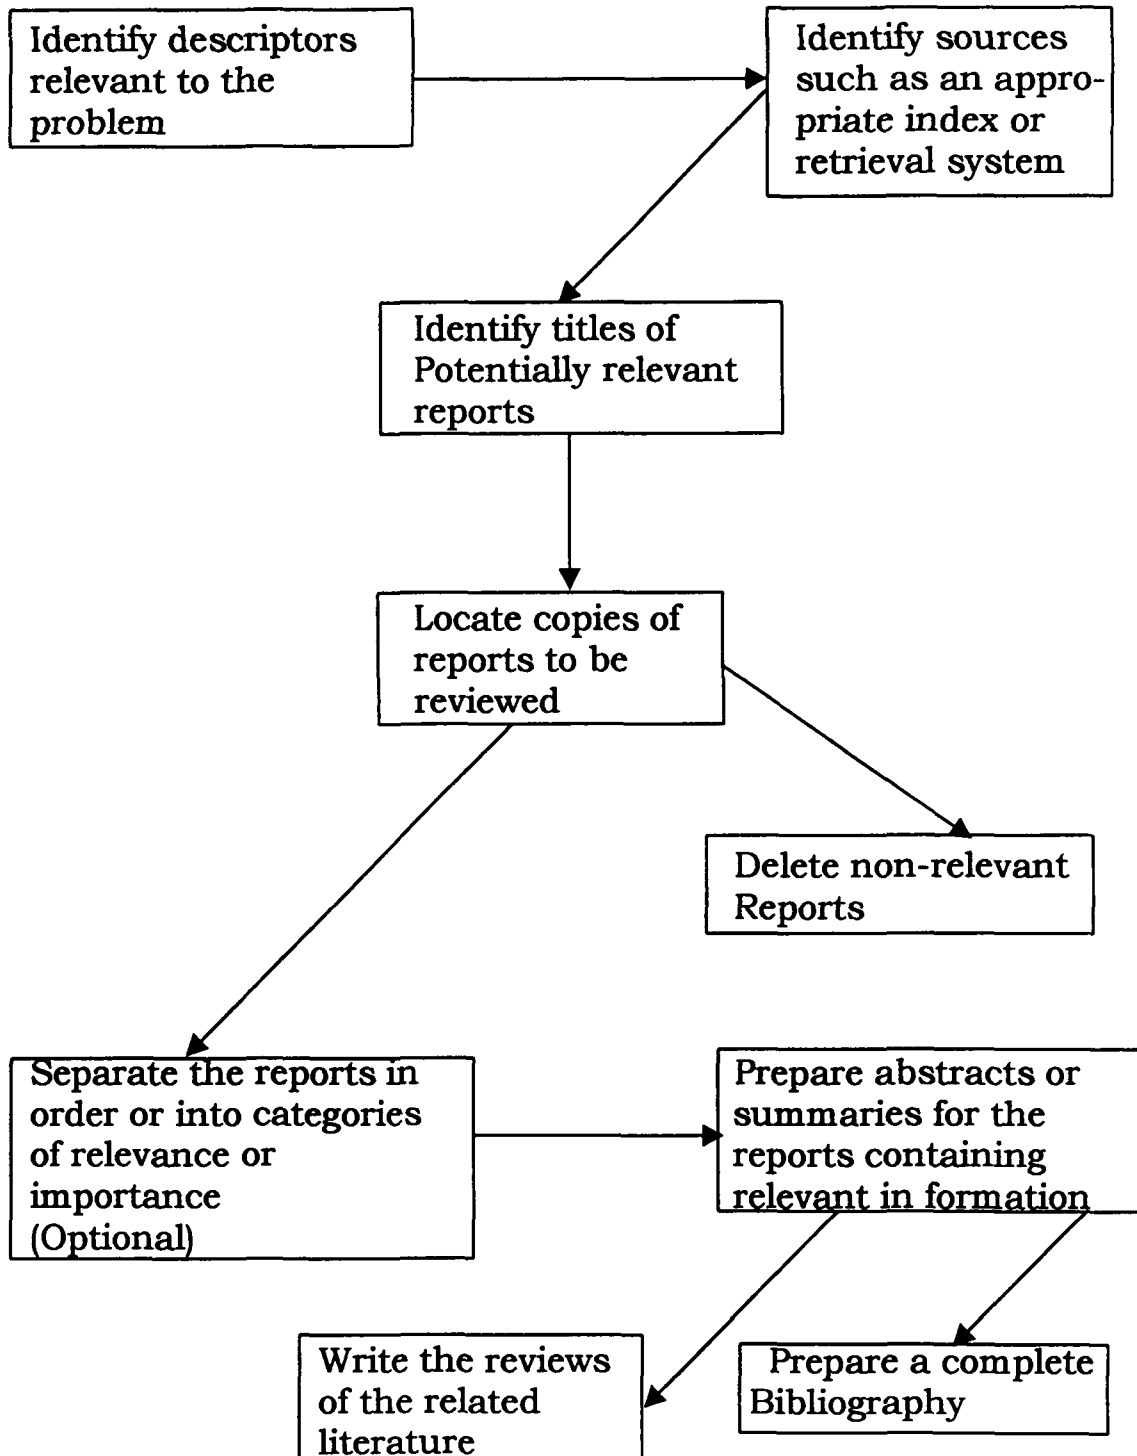 Identify descriptors
relevant to the
problem
Identify sources
such as an appro-
priate index or
retrieval system
Identify titles of
Potentially relevant
reports
Locate copies of
reports to be
reviewed
Delete non-relevant
Reports
Separate the reports in
order or into categories
of relevance or
importance
(Optional)
Prepare abstracts or
summaries for the
reports containing
relevant in formation
Write the reviews
of the related
literature
Prepare a complete
Bibliography